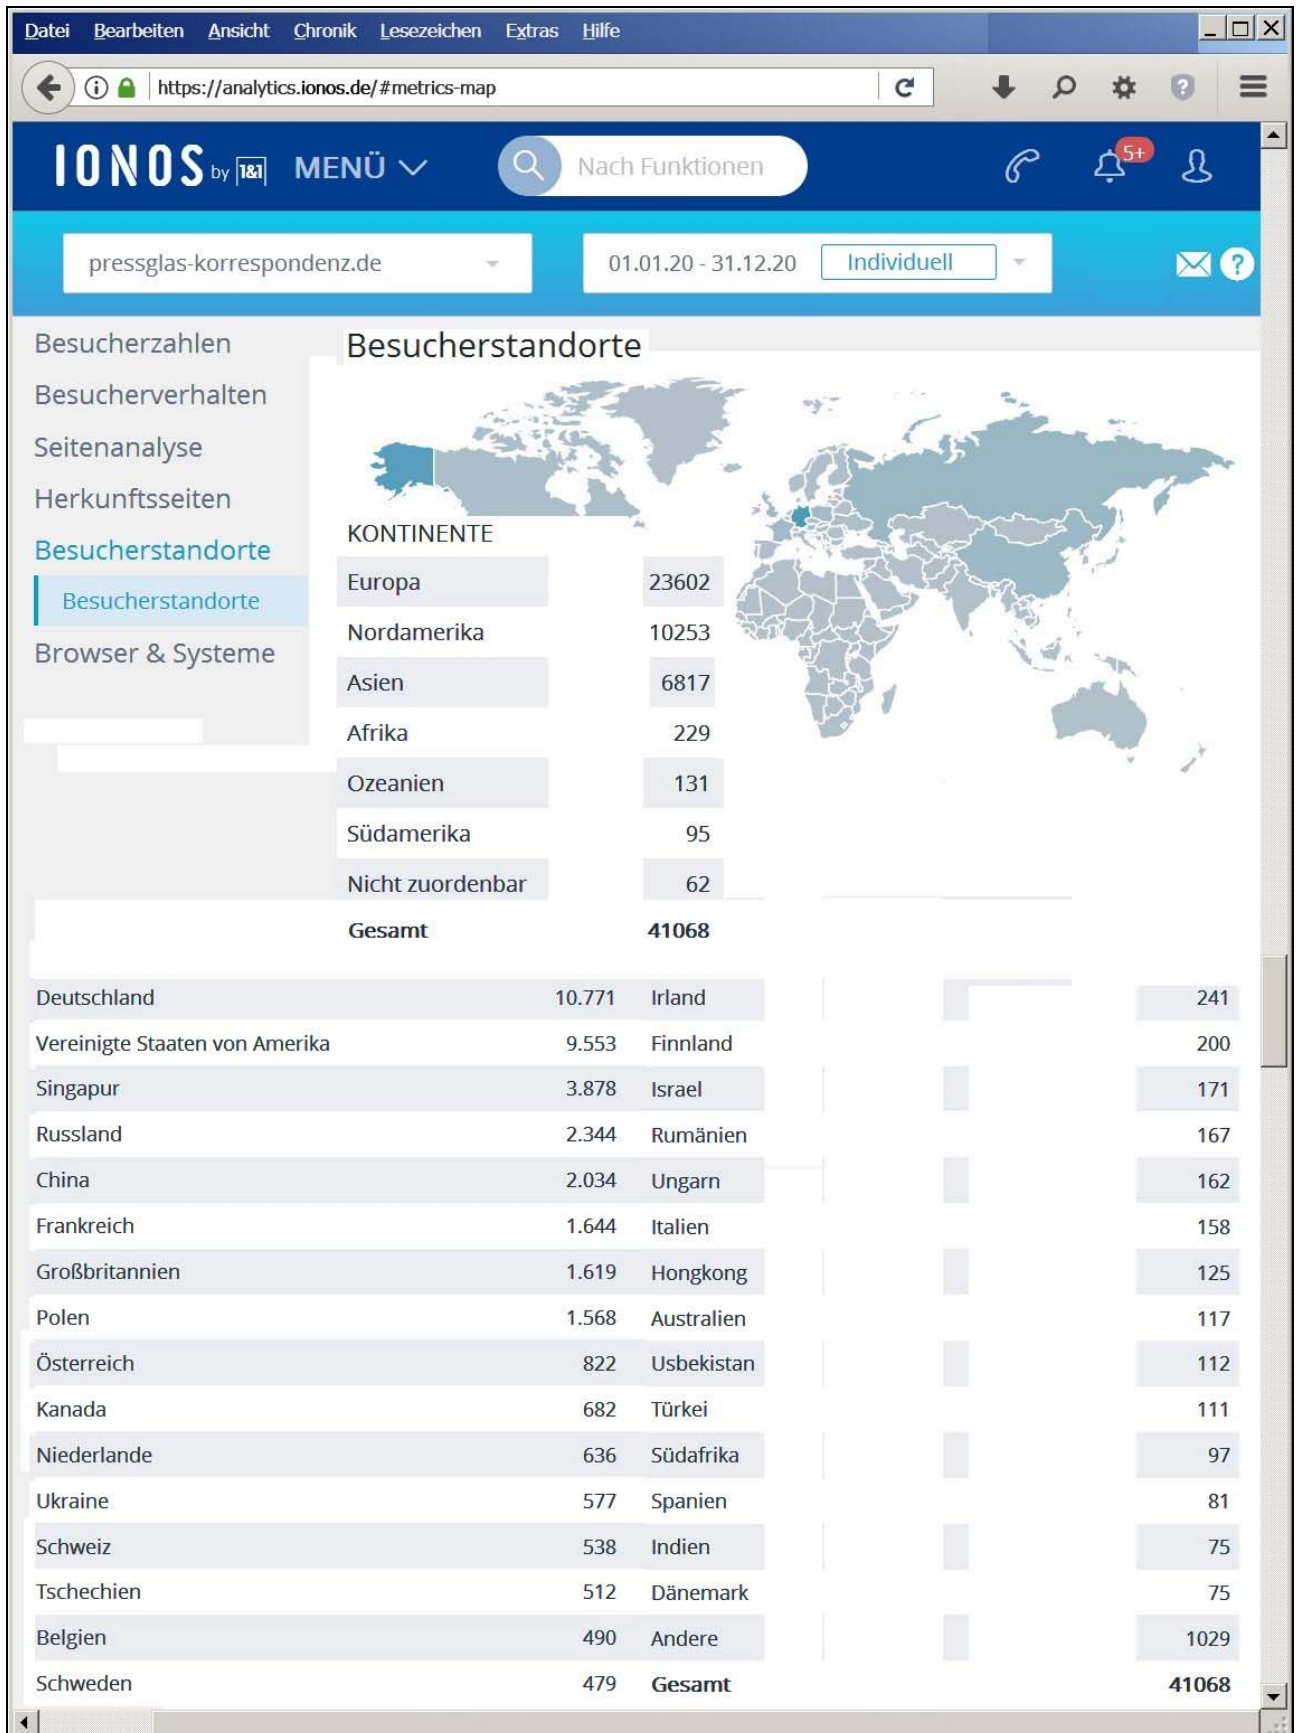 Datei Bearbeiten Ansicht Chronik Lesezeichen Extras Hilfe
https://analytics.ionos.de/#metrics-map
IONOS by 1&1 MENÜ Nach Funktionen 5+
pressglas-korrespondenz.de 01.01.20 - 31.12.20 Individuell ?
Besucherzahlen
Besucherverhalten
Seitenanalyse
Herkunftsseiten
Besucherstandorte
Besucherstandorte
Browser & Systeme
Besucherstandorte
KONTINENTE
Europa 23602
Nordamerika 10253
Asien 6817
Afrika 229
Ozeanien 131
Südamerika 95
Nicht zuordenbar 62
Gesamt 41068
Deutschland 10.771 Irland 241
Vereinigte Staaten von Amerika 9.553 Finnland 200
Singapur 3.878 Israel 171
Russland 2.344 Rumänien 167
China 2.034 Ungarn 162
Frankreich 1.644 Italien 158
Großbritannien 1.619 Hongkong 125
Polen 1.568 Australien 117
Österreich 822 Usbekistan 112
Kanada 682 Türkei 111
Niederlande 636 Südafrika 97
Ukraine 577 Spanien 81
Schweiz 538 Indien 75
Tschechien 512 Dänemark 75
Belgien 490 Andere 1029
Schweden 479 Gesamt 41068